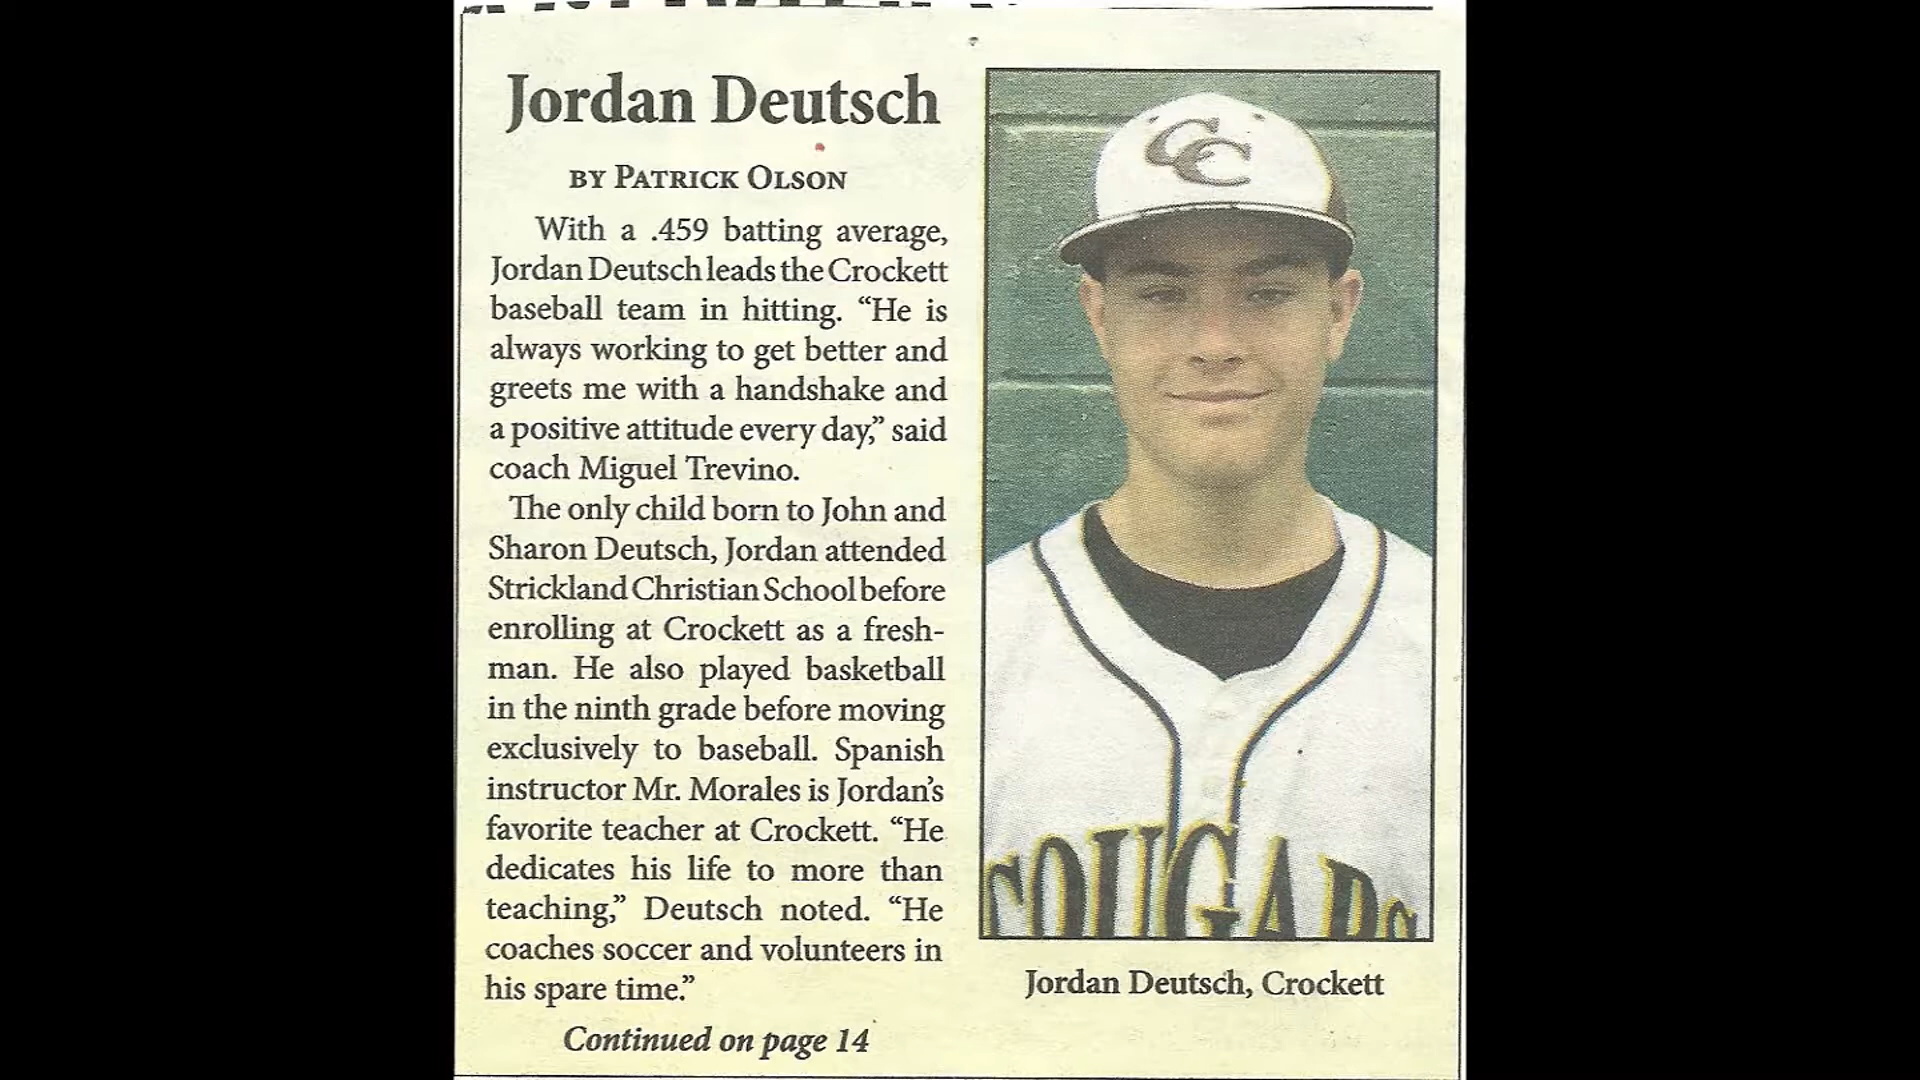 Jordan Deutsch
BY PATRICK OLSON
With a .459 batting average,
Jordan Deutsch leads the Crockett
baseball team in hitting. “He is
always working to get better and
greets me with a handshake and
a positive attitude every day,” said
coach Miguel Trevino.
The only child born to John and
Sharon Deutsch, Jordan attended
Strickland Christian School before
enrolling at Crockett as a fresh-
man. He also played basketball
in the ninth grade before moving
exclusively to baseball. Spanish
instructor Mr. Morales is Jordan’s
favorite teacher at Crockett. “He
dedicates his life to more than
teaching,” Deutsch noted. “He
coaches soccer and volunteers in
his spare time.”
Continued on page 14
CC
COUGARS
Jordan Deutsch, Crockett